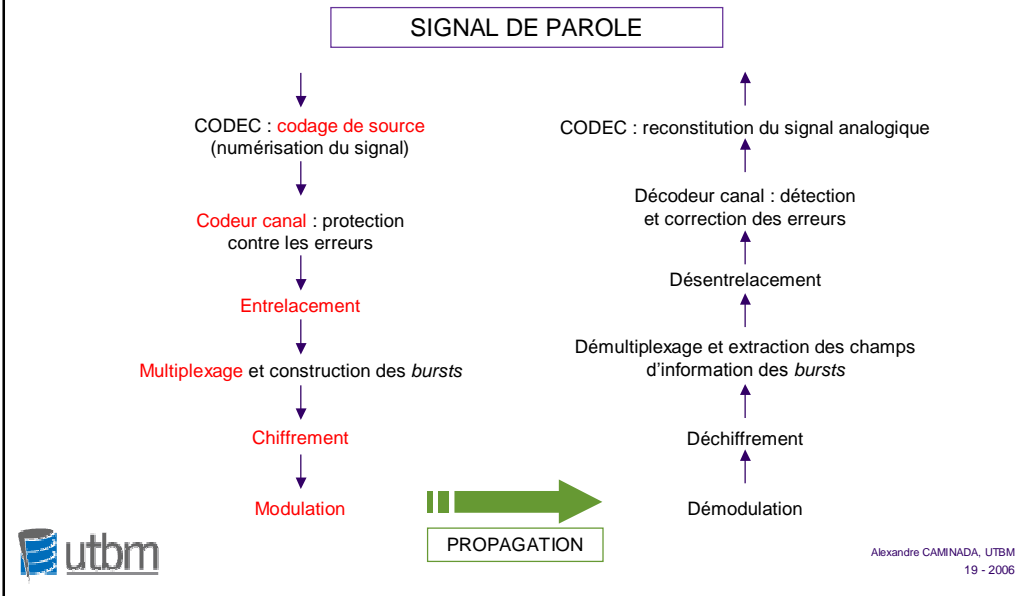 SIGNAL DE PAROLE
CODEC : codage de source
(numérisation du signal)
Codeur canal : protection
contre les erreurs
Entrelacement
Multiplexage et construction des bursts
Chiffrement
Modulation
CODEC : reconstitution du signal analogique
Décodeur canal : détection
et correction des erreurs
Désentrelacement
Démultiplexage et extraction des champs
d'information des bursts
Déchiffrement
Démodulation
PROPAGATION
utbm
Alexandre CAMINADA, UTBM
19 - 2006